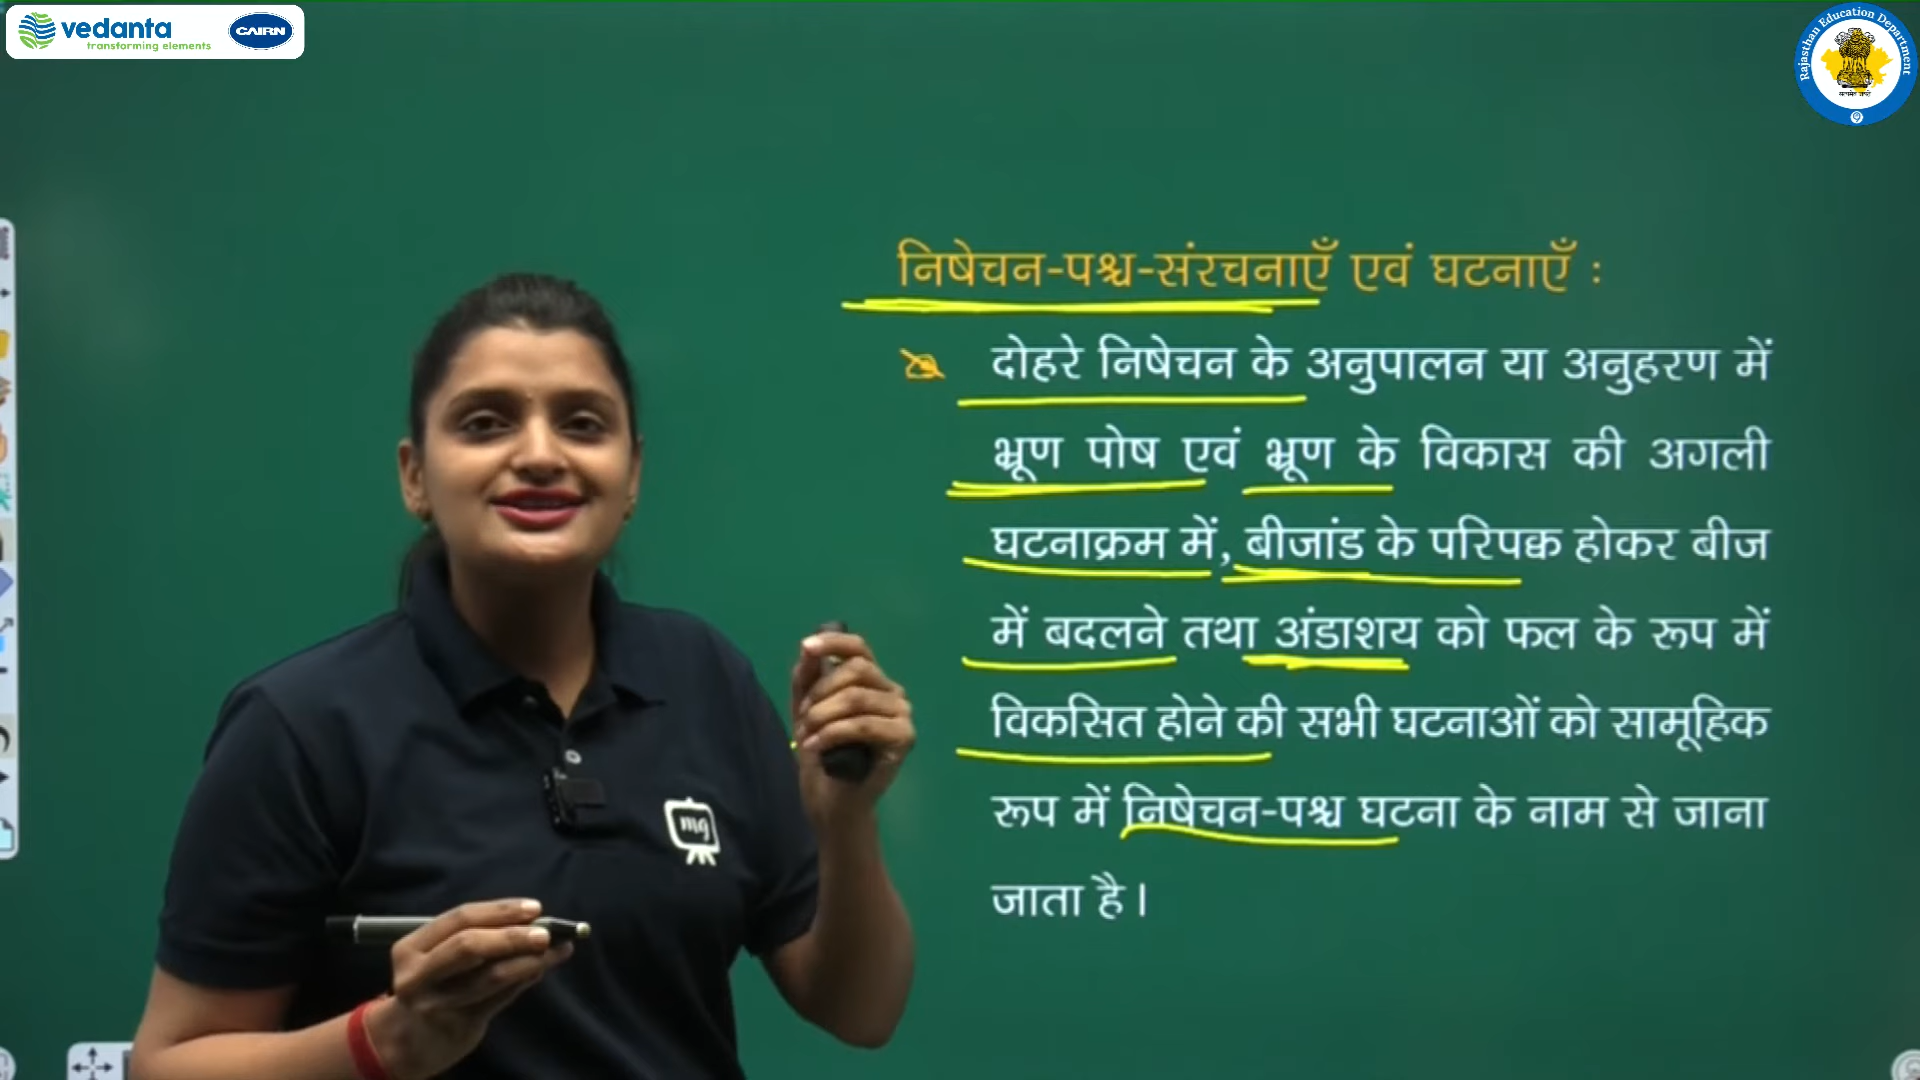 vedanta
transforming elements
CAIRN
Rajasthan Education Department
निषेचन-पश्च-संरचनाएँ एवं घटनाएँ :
दोहरे निषेचन के अनुपालन या अनुहरण में
भ्रूण पोष एवं भ्रूण के विकास की अगली
घटनाक्रम में, बीजांड के परिपक्व होकर बीज
में बदलने तथा अंडाशय को फल के रूप में
विकसित होने की सभी घटनाओं को सामूहिक
रूप में निषेचन-पश्च घटना के नाम से जाना
जाता है।
mg